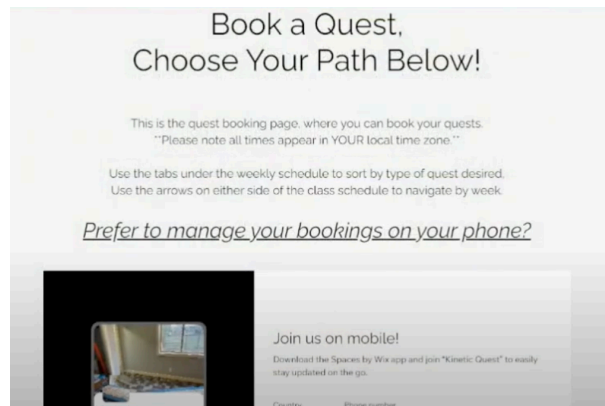 Book a Quest,
Choose Your Path Below!
This is the quest booking page, where you can book your quests.
**Please note all times appear in YOUR local time zone.**
Use the tabs under the weekly schedule to sort by type of quest desired.
Use the arrows on either side of the class schedule to navigate by week.
Prefer to manage your bookings on your phone?
Join us on mobile!
Download the Spaces by Wix app and join "Kinetic Quest" to easily
stay updated on the go.
Country Phone number